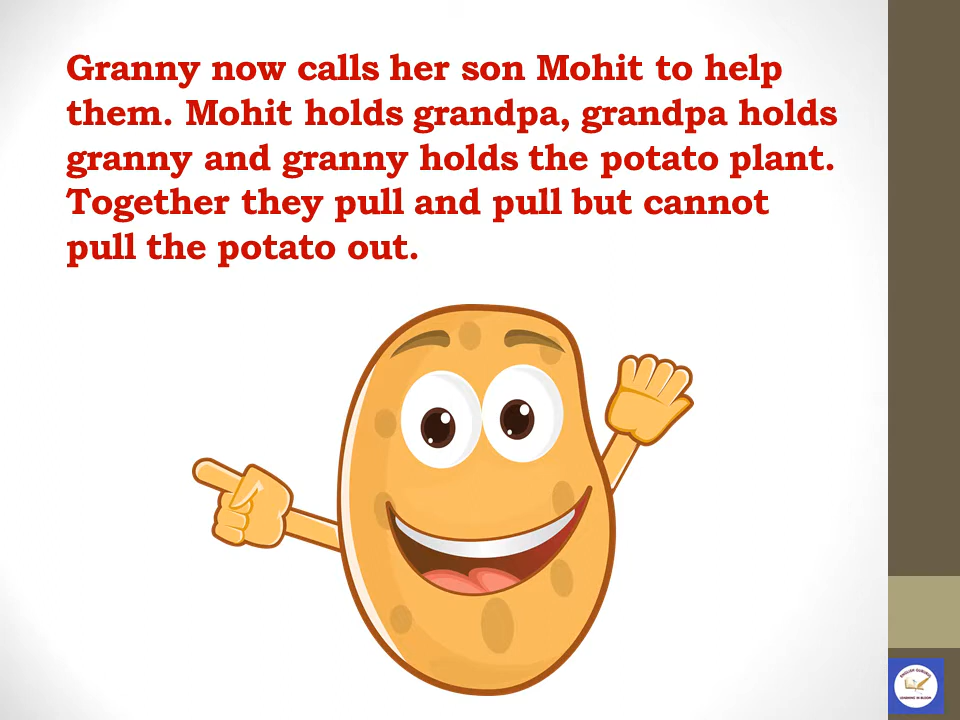 Granny now calls her son Mohit to help
them. Mohit holds grandpa, grandpa holds
granny and granny holds the potato plant.
Together they pull and pull but cannot
pull the potato out.